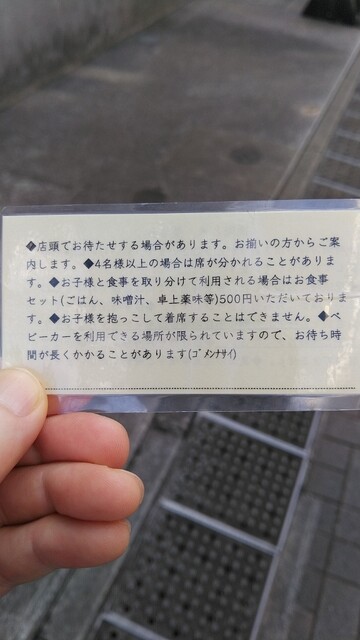 ◆店頭でお待たせする場合があります。お揃いの方からご案
内します。◆4名様以上の場合は席が分かれることがありま
す。◆お子様と食事を取り分けて利用される場合はお食事
セット(ごはん、味噌汁、卓上薬味等)500円いただいておりま
す。◆お子様を抱っこして着席することはできません。◆ベ
ビーカーを利用できる場所が限られていますので、お待ち時
間が長くかかることがあります(ｺﾞﾒﾝﾅｻｲ)